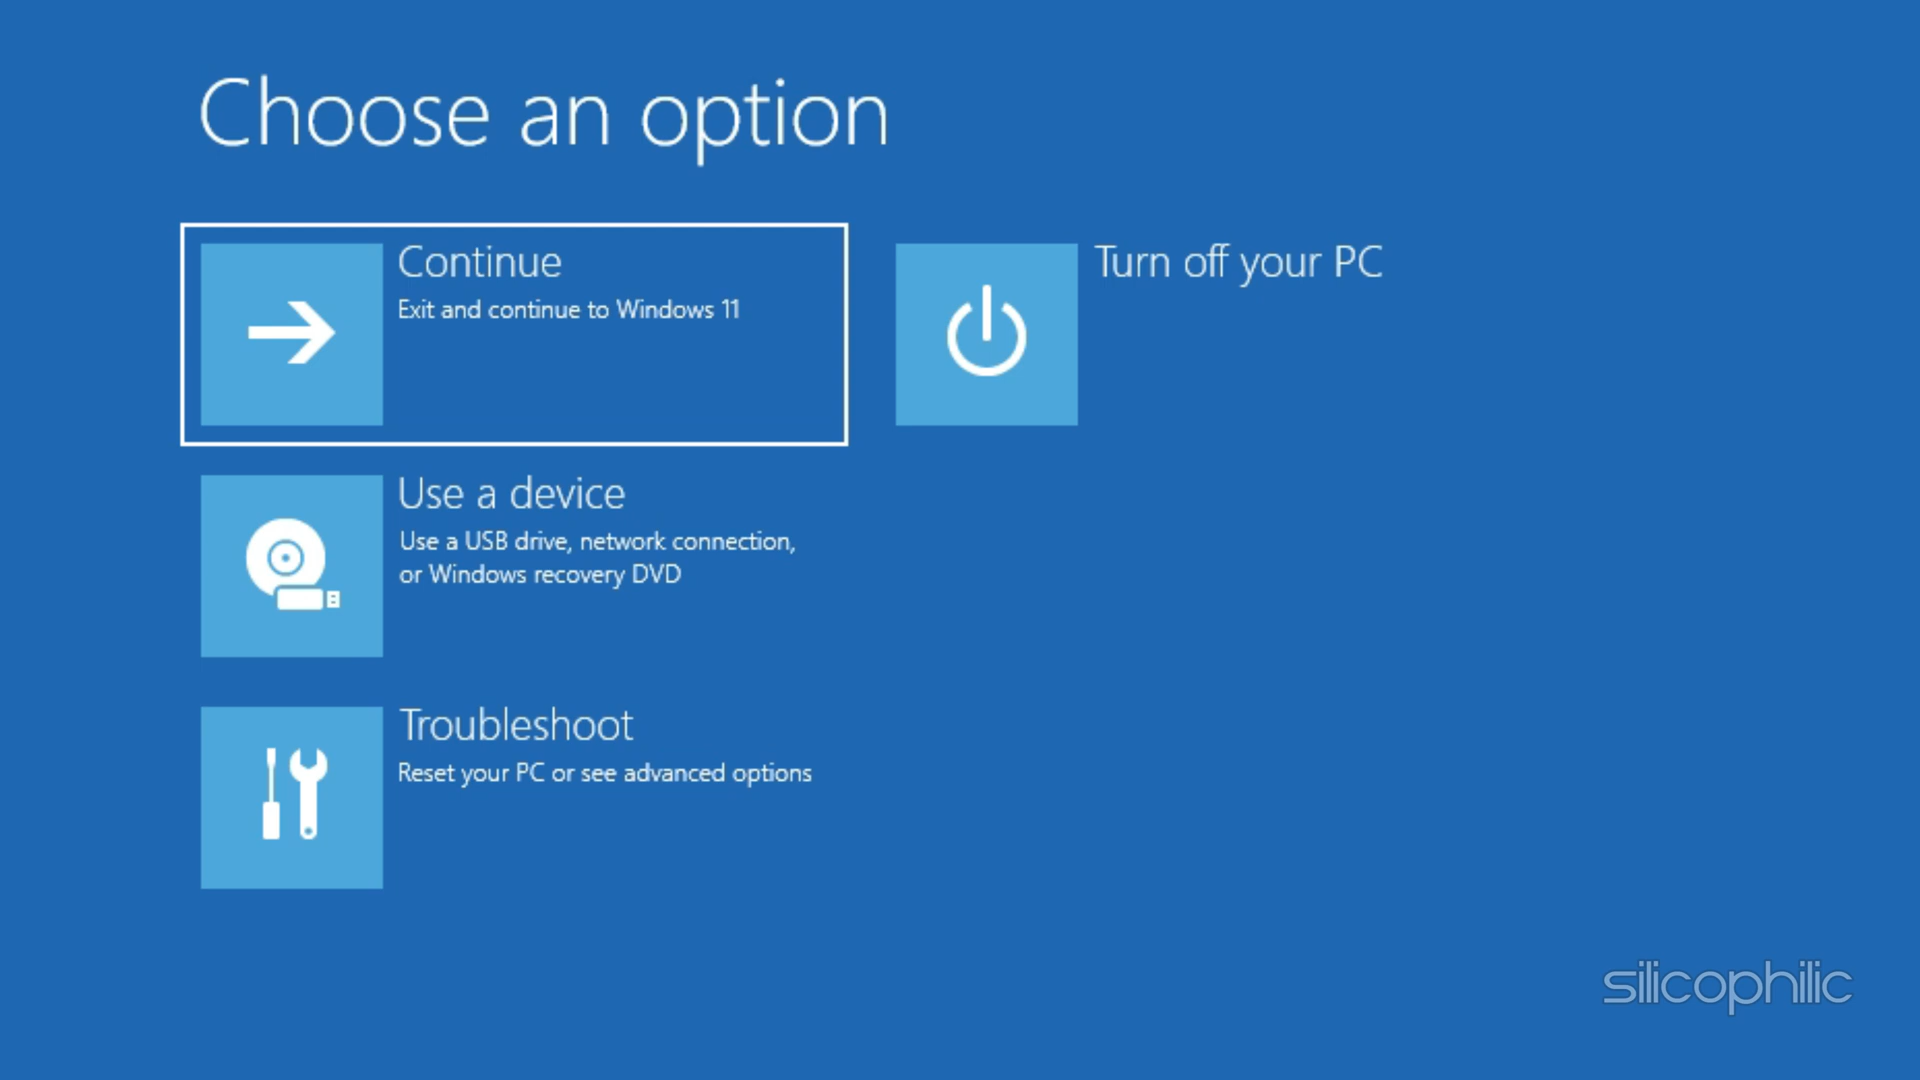 Choose an option
Continue
Exit and continue to Windows 11
Turn off your PC
Use a device
Use a USB drive, network connection,
or Windows recovery DVD
Troubleshoot
Reset your PC or see advanced options
silicophilic